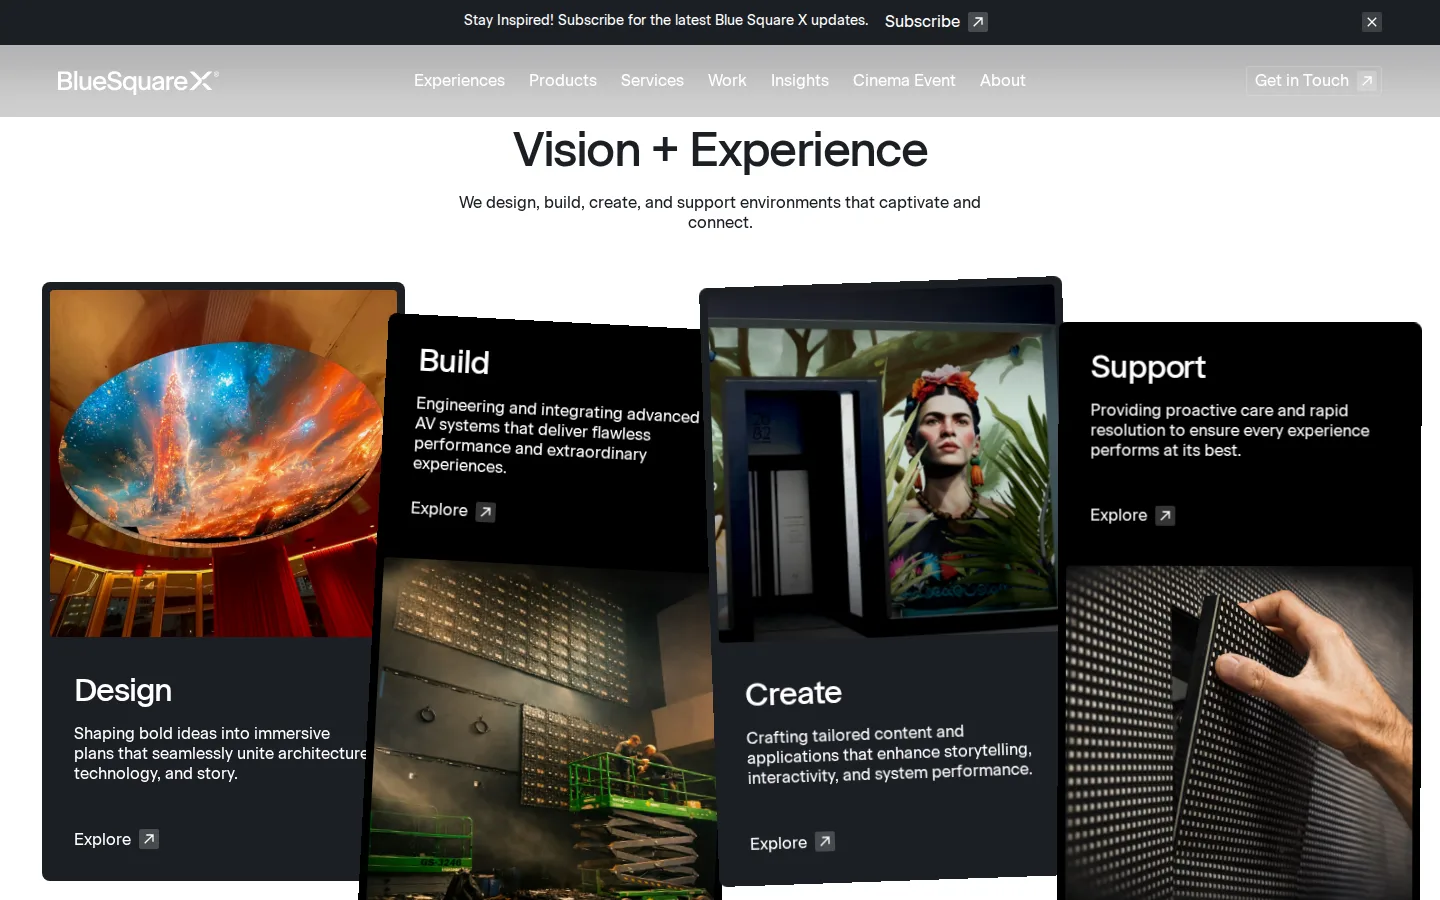 Stay Inspired! Subscribe for the latest Blue Square X updates. Subscribe
BlueSquareX®
Experiences Products Services Work Insights Cinema Event About
Get in Touch
Vision + Experience
We design, build, create, and support environments that captivate and
connect.
Design
Shaping bold ideas into immersive
plans that seamlessly unite architecture
technology, and story.
Explore
Build
Engineering and integrating advanced
AV systems that deliver flawless
performance and extraordinary
experiences.
Explore
GS-3246
Create
Crafting tailored content and
applications that enhance storytelling,
interactivity, and system performance.
Explore
Support
Providing proactive care and rapid
resolution to ensure every experience
performs at its best.
Explore